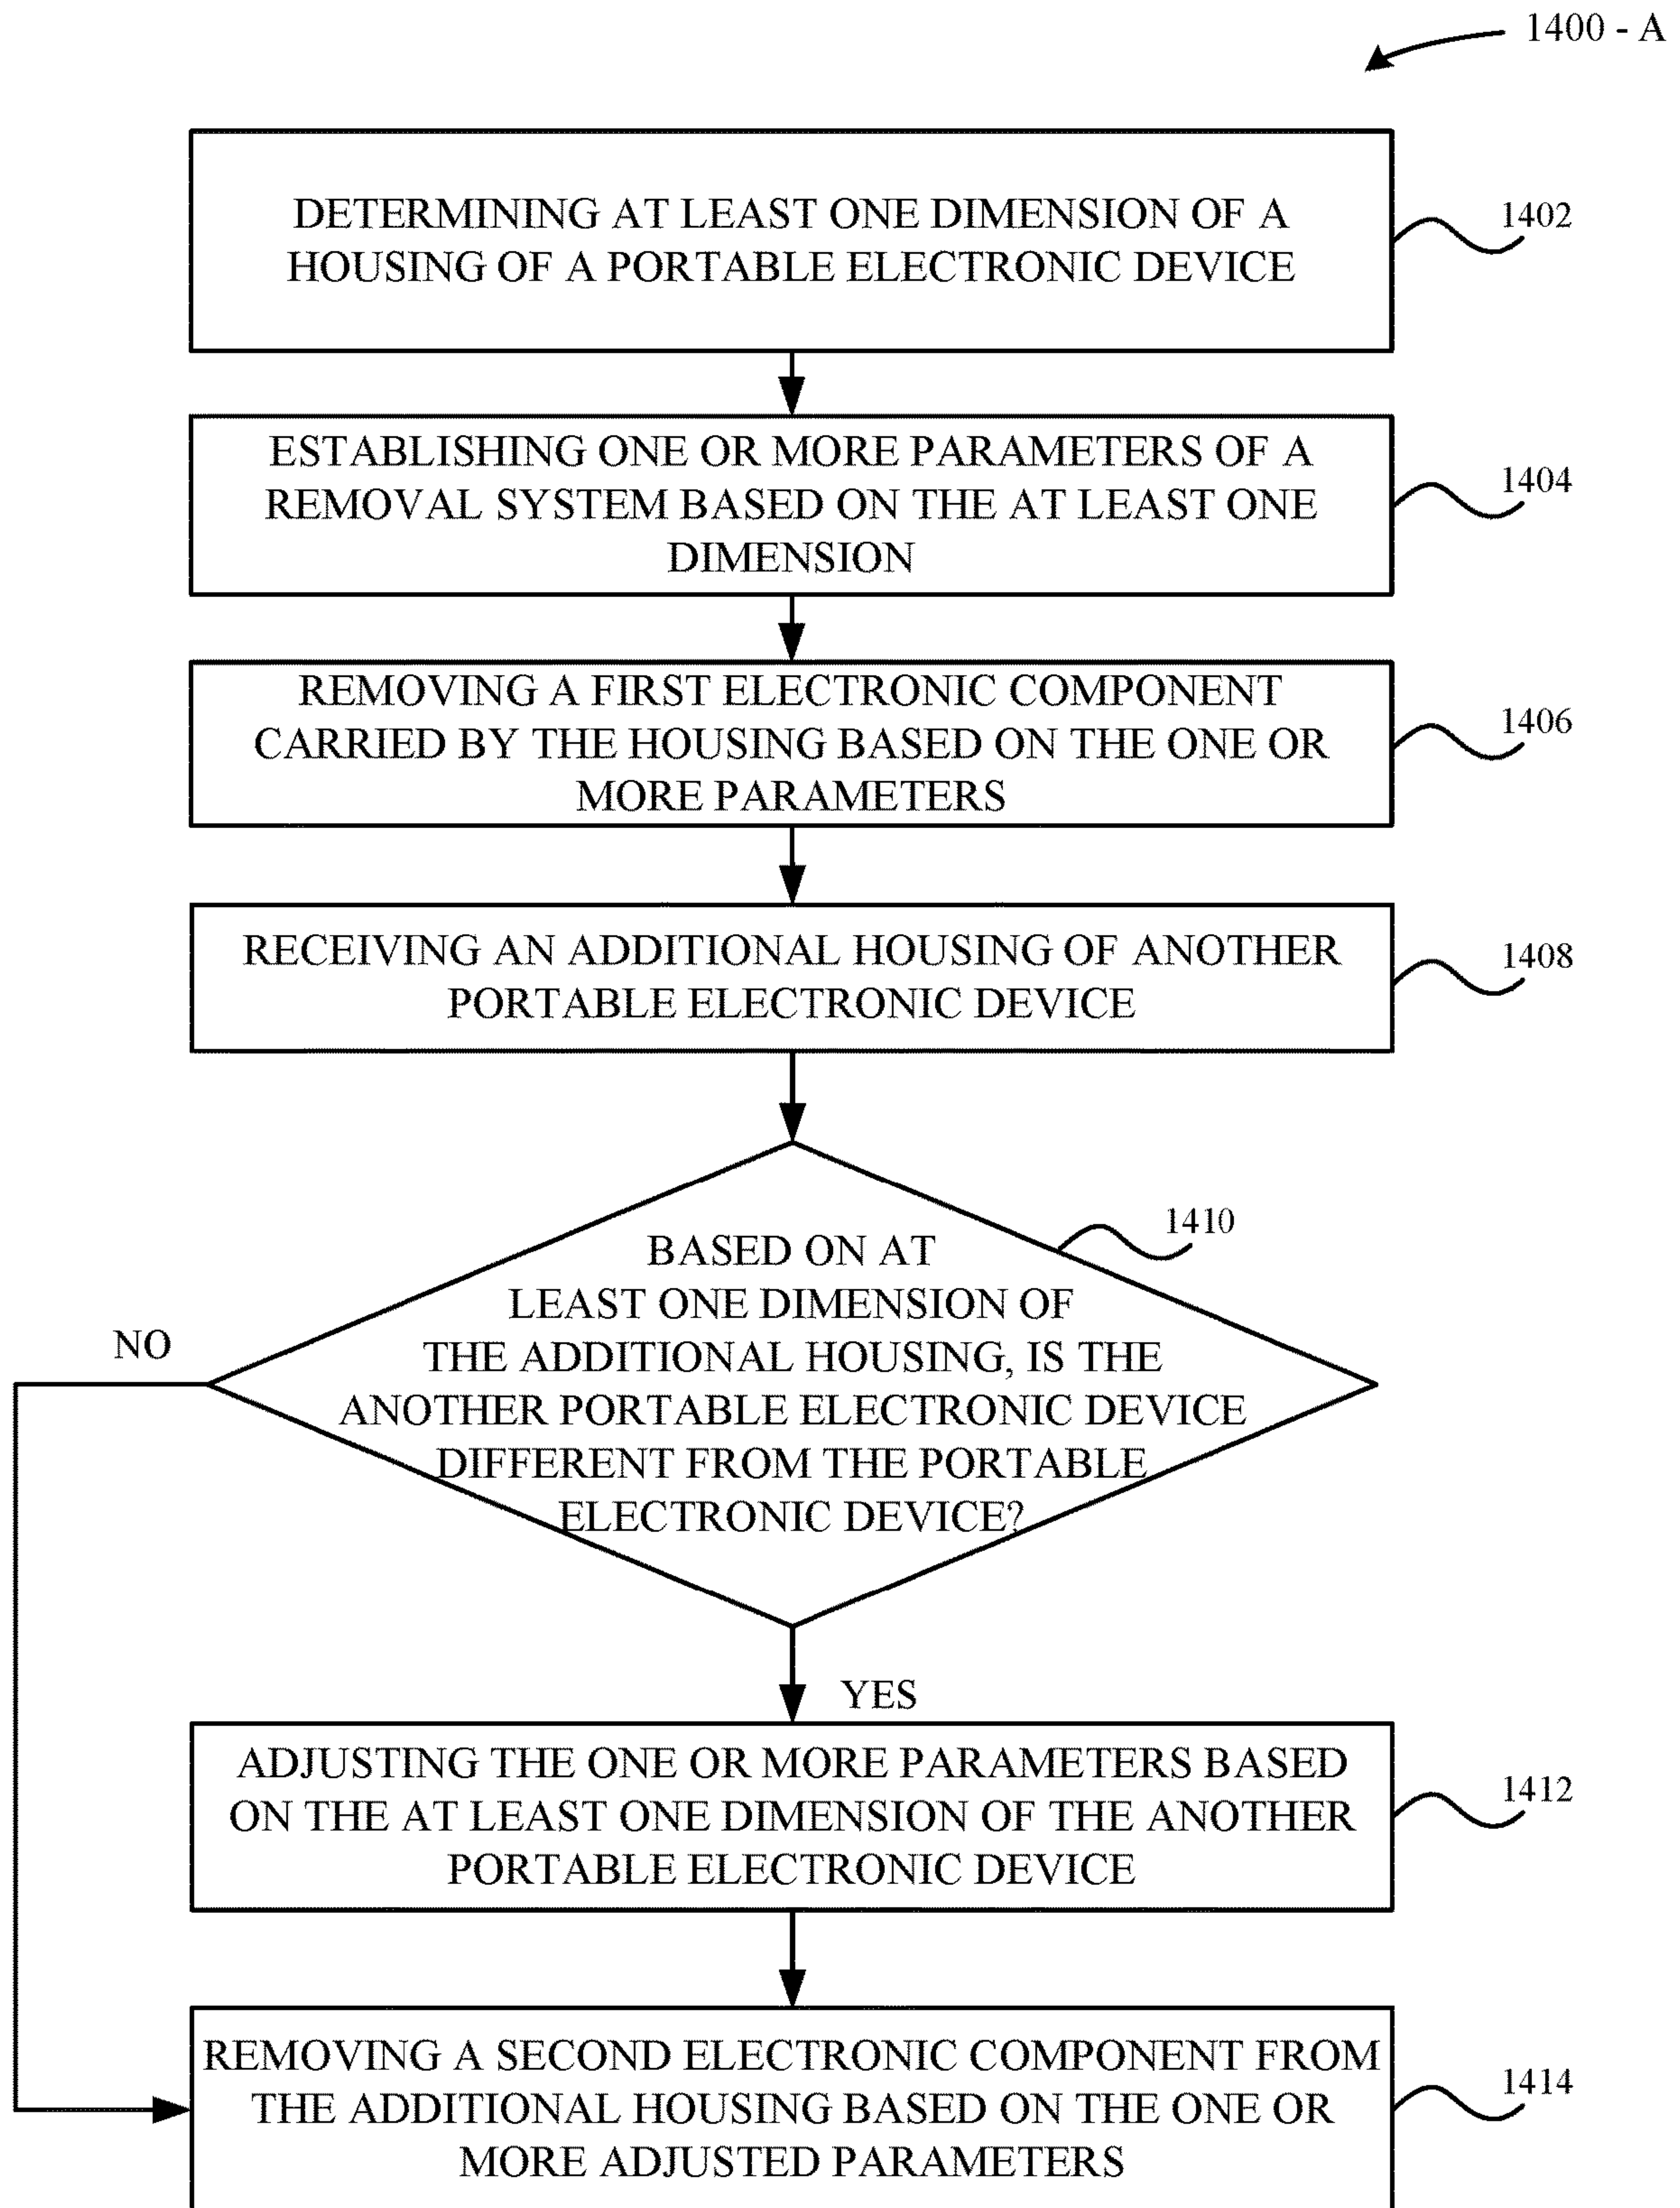 1400 - A
DETERMINING AT LEAST ONE DIMENSION OF A
HOUSING OF A PORTABLE ELECTRONIC DEVICE
1402
ESTABLISHING ONE OR MORE PARAMETERS OF A
REMOVAL SYSTEM BASED ON THE AT LEAST ONE
DIMENSION
1404
REMOVING A FIRST ELECTRONIC COMPONENT
CARRIED BY THE HOUSING BASED ON THE ONE OR
MORE PARAMETERS
1406
RECEIVING AN ADDITIONAL HOUSING OF ANOTHER
PORTABLE ELECTRONIC DEVICE
1408
1410
BASED ON AT
LEAST ONE DIMENSION OF
THE ADDITIONAL HOUSING, IS THE
ANOTHER PORTABLE ELECTRONIC DEVICE
DIFFERENT FROM THE PORTABLE
ELECTRONIC DEVICE?
NO
YES
ADJUSTING THE ONE OR MORE PARAMETERS BASED
ON THE AT LEAST ONE DIMENSION OF THE ANOTHER
PORTABLE ELECTRONIC DEVICE
1412
REMOVING A SECOND ELECTRONIC COMPONENT FROM
THE ADDITIONAL HOUSING BASED ON THE ONE OR
MORE ADJUSTED PARAMETERS
1414